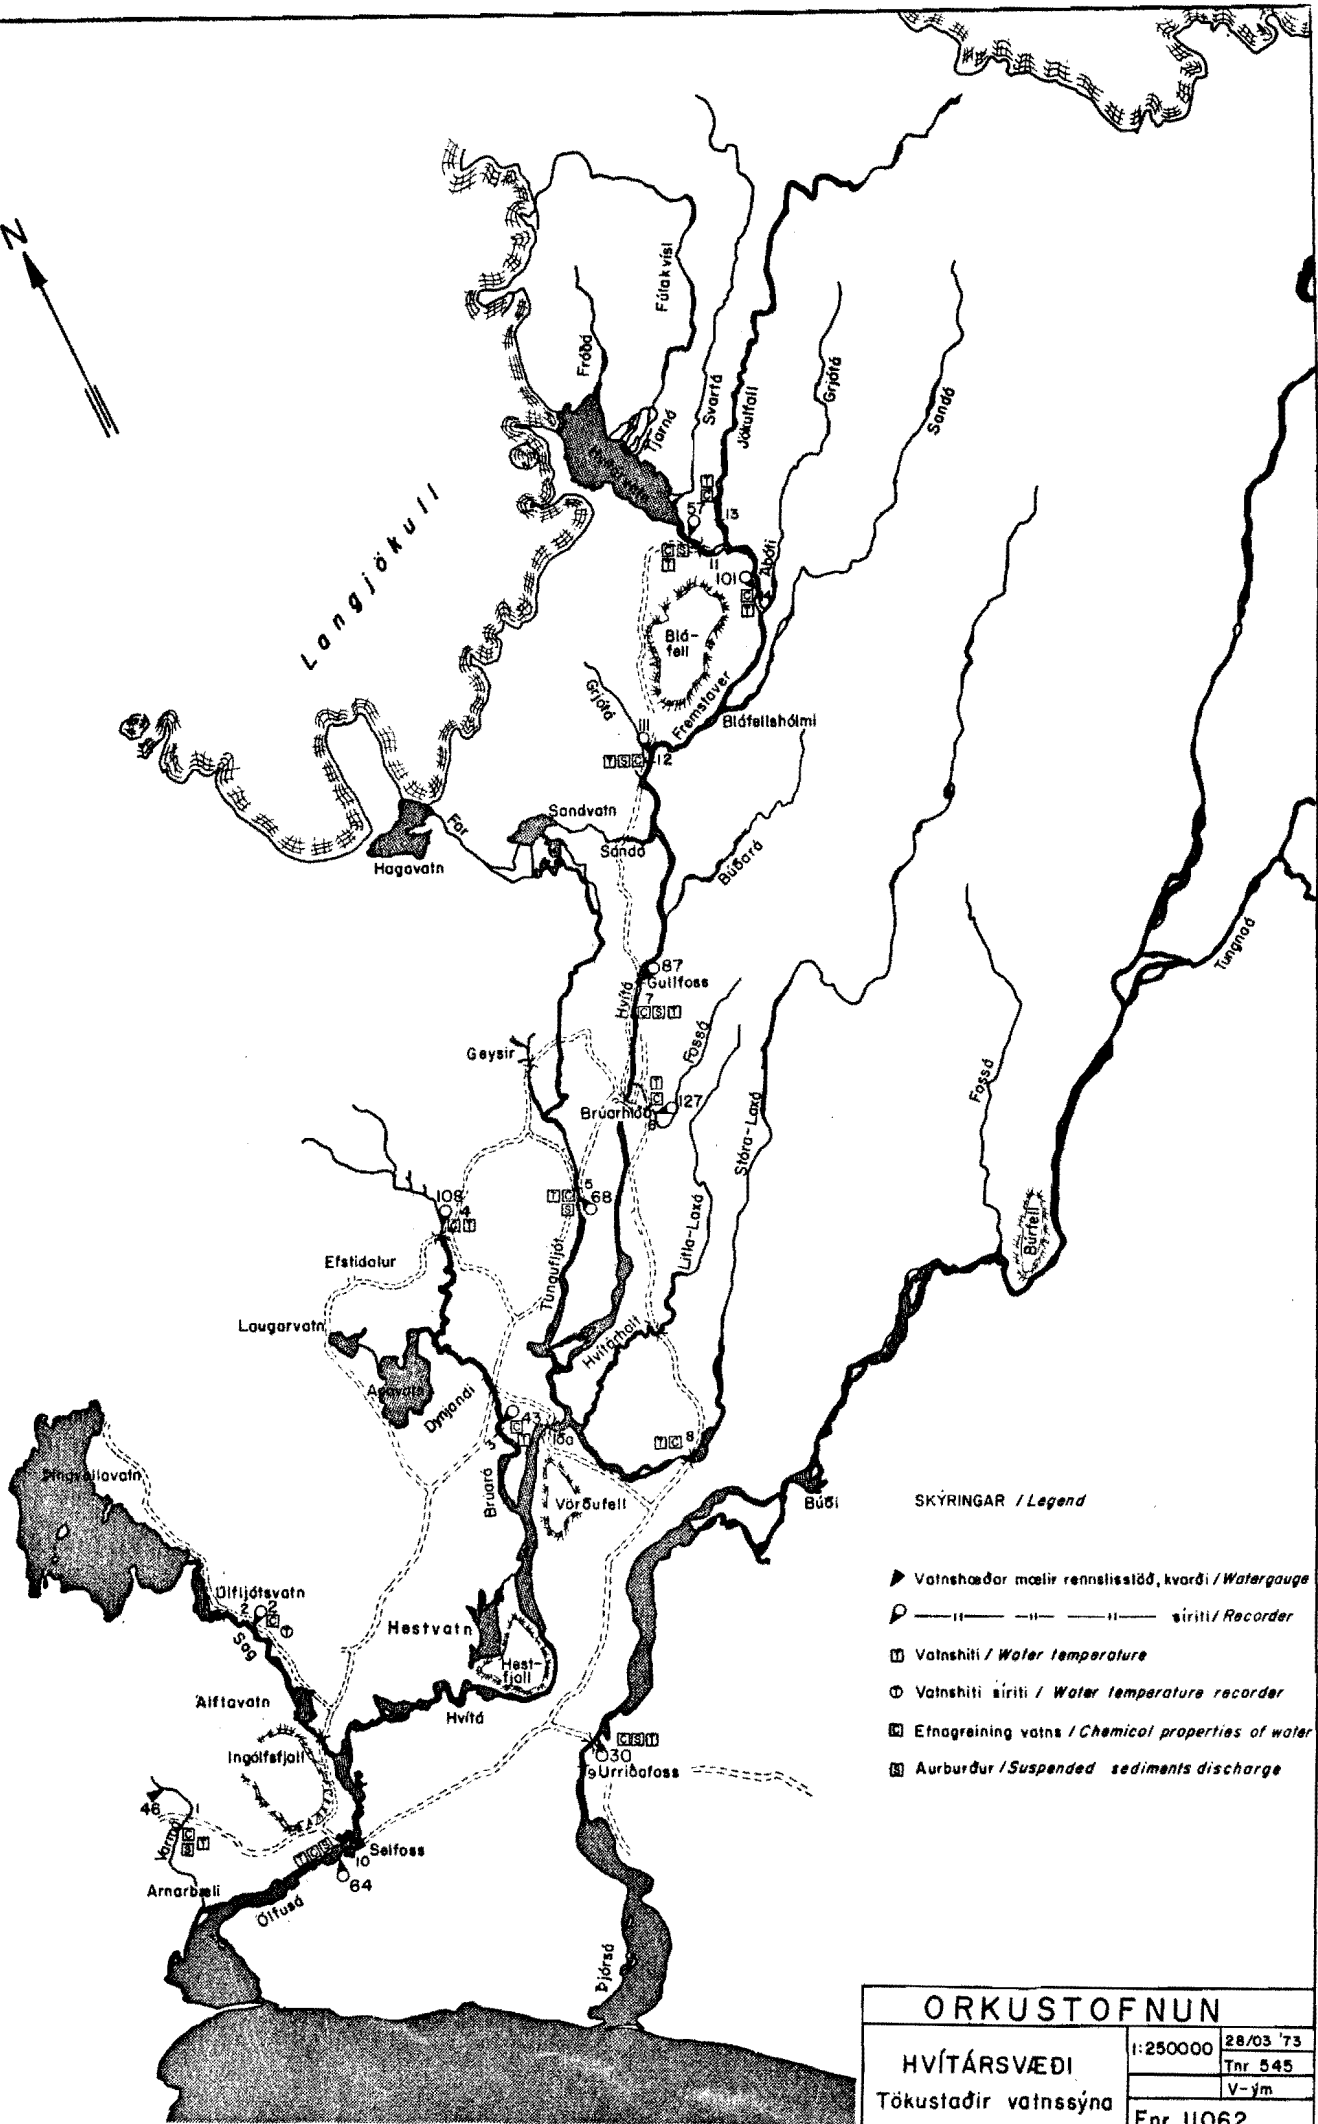 N
Langjökull
Fróðá
Fúlakvísl
Tjarná
Svartá
Jökulfall
Grjótá
Sandá
T
C
57
13
C S
T
11
101
Ábóti
C
T
14
Blá-
fell
Grjótá
Fremstaver
Bláfellshólmi
111
T S C
12
Hagavatn
Far
Sandvatn
Sandá
Búðará
87
Gullfoss
Hvítá
7
C S T
Fossá
Geysir
T
C
127
Brúarhlöð
6
Stóra-Laxá
Fossá
Tungnaá
108
4
C T
T C
S
5
68
Litla-Laxá
Búrfell
Efstidalur
Tungufljót
Laugarvatn
Apavatn
Hvítárholt
Dynjandi
43
C
T
3
Iða
T C
8
Þingvallavatn
Brúará
Vörðufell
Búði
Úlfljótsvatn
2
2
C
T
Sog
Hestvatn
Hest-
fjall
Álftavatn
Hvítá
Ingólfsfjall
C S T
30
9
Urriðafoss
46
1
Varmá
C
S
T
T C S
10
Selfoss
64
Arnarbæli
Ölfusá
Þjórsá
SKÝRINGAR / Legend
Vatnshæðar mælir rennslisslöð, kvarði / Watergauge
—"— —"— —"— síriti / Recorder
T Vatnshiti / Water temperature
T Vatnshiti síriti / Water temperature recorder
C Efnagreining vatns / Chemical properties of water
S Aurburður / Suspended sediments discharge
ORKUSTOFNUN
HVÍTÁRSVÆÐI
Tökustaðir vatnssýna
1:250000
28/03 '73
Tnr 545
V-ým
Fnr 11062